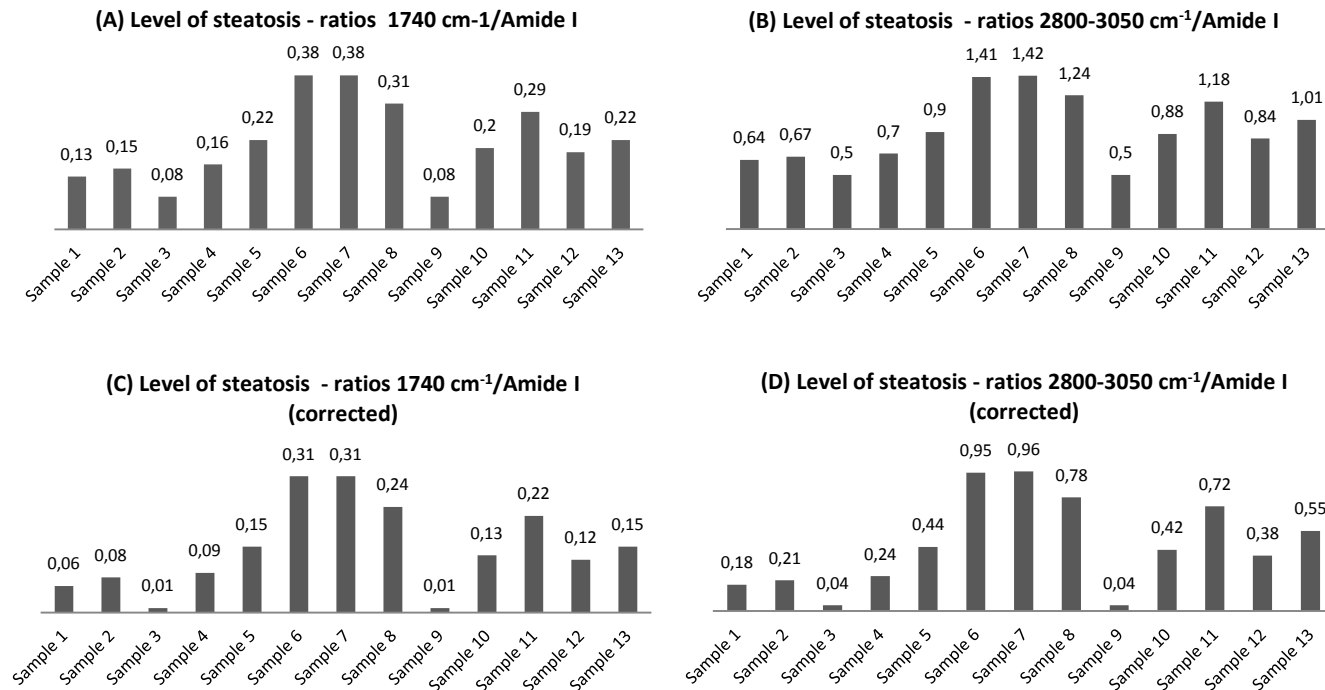 (A) Level of steatosis - ratios 1740 cm-1/Amide I
0,13
0,15
0,08
0,16
0,22
0,38
0,38
0,31
0,08
0,2
0,29
0,19
0,22
Sample 1
Sample 2
Sample 3
Sample 4
Sample 5
Sample 6
Sample 7
Sample 8
Sample 9
Sample 10
Sample 11
Sample 12
Sample 13
(B) Level of steatosis - ratios 2800-3050 cm⁻¹/Amide I
0,64
0,67
0,5
0,7
0,9
1,41
1,42
1,24
0,5
0,88
1,18
0,84
1,01
Sample 1
Sample 2
Sample 3
Sample 4
Sample 5
Sample 6
Sample 7
Sample 8
Sample 9
Sample 10
Sample 11
Sample 12
Sample 13
(C) Level of steatosis - ratios 1740 cm⁻¹/Amide I
(corrected)
0,06
0,08
0,01
0,09
0,15
0,31
0,31
0,24
0,01
0,13
0,22
0,12
0,15
Sample 1
Sample 2
Sample 3
Sample 4
Sample 5
Sample 6
Sample 7
Sample 8
Sample 9
Sample 10
Sample 11
Sample 12
Sample 13
(D) Level of steatosis - ratios 2800-3050 cm⁻¹/Amide I
(corrected)
0,18
0,21
0,04
0,24
0,44
0,95
0,96
0,78
0,04
0,42
0,72
0,38
0,55
Sample 1
Sample 2
Sample 3
Sample 4
Sample 5
Sample 6
Sample 7
Sample 8
Sample 9
Sample 10
Sample 11
Sample 12
Sample 13